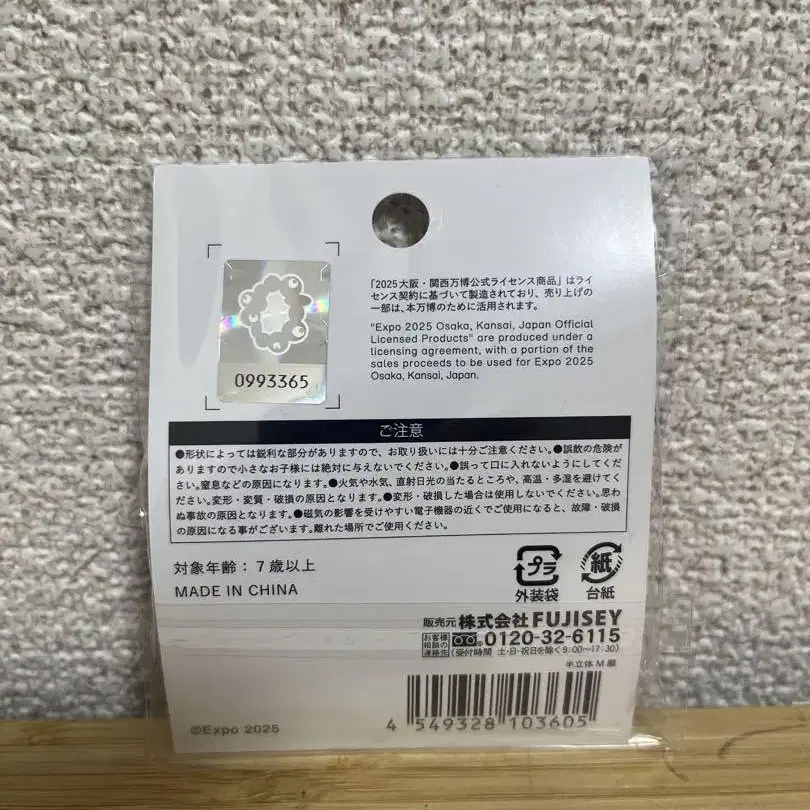 「2025大阪・関西万博公式ライセンス商品」はライ
センス契約に基づいて製造されており、売り上げの
一部は、本万博のために活用されます。
"Expo 2025 Osaka, Kansai, Japan Official
Licensed Products" are produced under a
licensing agreement, with a portion of the
sales proceeds to be used for Expo 2025
Osaka, Kansai, Japan.
0993365
ご注意
●形状によっては鋭利な部分がありますので、お取り扱いには十分ご注意ください。●誤飲の危険が
ありますので小さなお子様には絶対に与えないでください。●誤って口に入れないようにしてくだ
さい。窒息などの原因になります。●火気や水気、直射日光の当たるところや、高温・多湿を避けてく
ださい。変形・変質・破損の原因となります。●変形・破損した場合は使用しないでください。思わ
ぬ事故の原因となります。●磁気の影響を受けやすい電子機器の近くでご使用になると、故障・破損
の原因になる事がございます。離れた場所でご使用ください。
対象年齢：7歳以上
MADE IN CHINA
プラ
外装袋
紙
台紙
販売元 株式会社FUJISEY
お客様相談の連絡先 0120-32-6115
(受付時間 土・日・祝日を除く9:00〜17:30)
半立体M
4 549328 103605
©Expo 2025